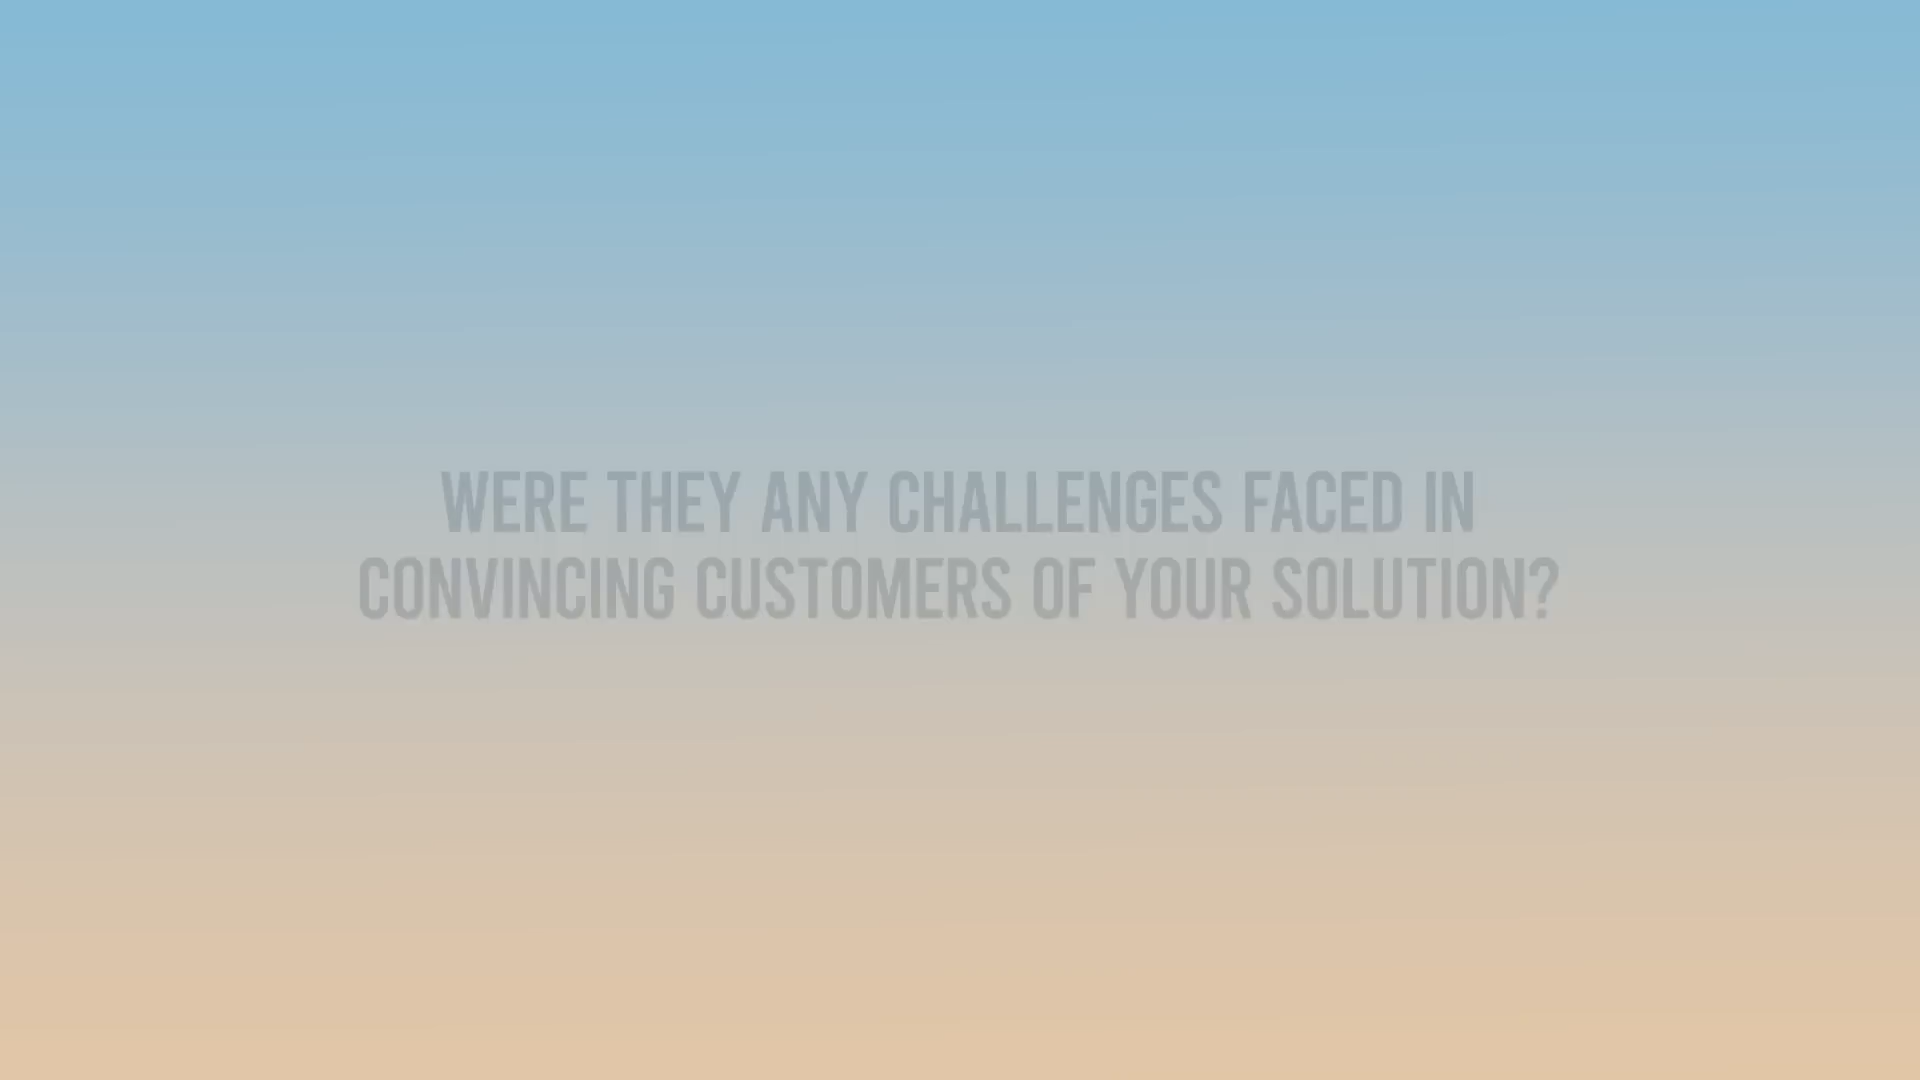 WERE THEY ANY CHALLENGES FACED IN
CONVINCING CUSTOMERS OF YOUR SOLUTION?